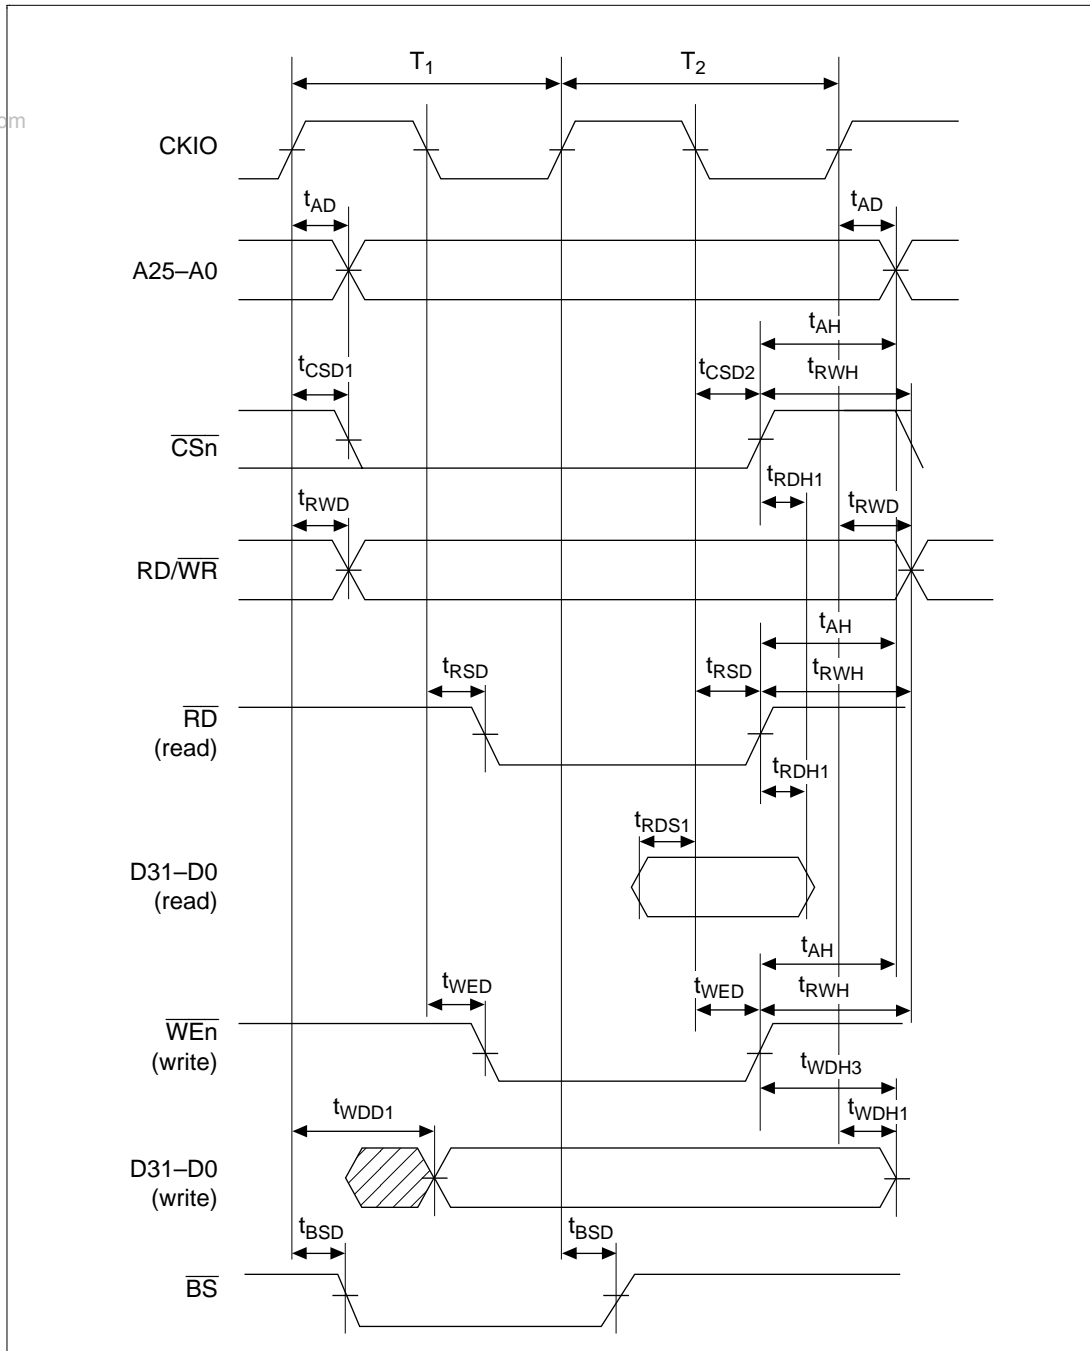 T1 T2
om
CKIO
tAD tAD
A25–A0
tAH
tCSD1 tCSD2 tRWH
CSn
tRDH1
tRWD tRWD
RD/WR
tAH
tRSD tRSD tRWH
RD
(read)
tRDH1
tRDS1
D31–D0
(read)
tAH
tWED tWED tRWH
WEn
(write)
tWDH3
tWDD1 tWDH1
D31–D0
(write)
tBSD tBSD
BS